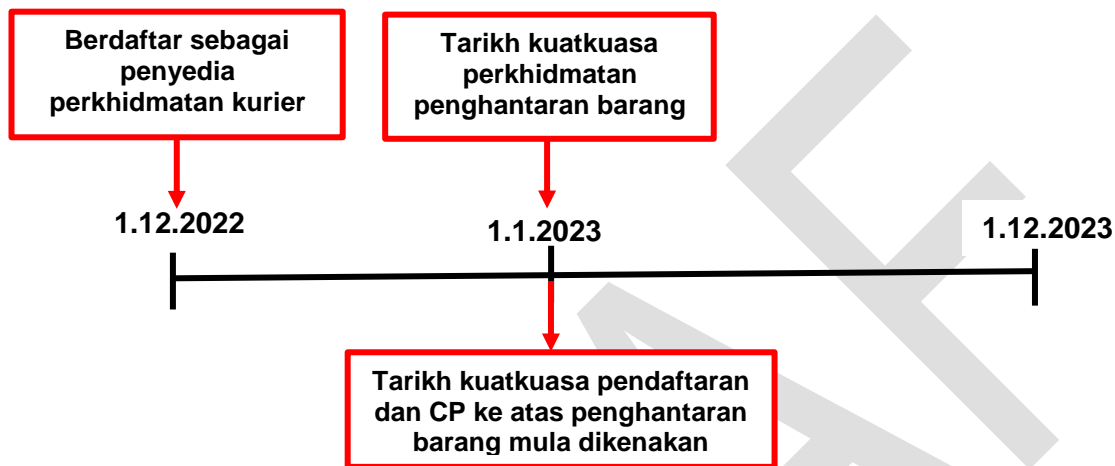 Berdaftar sebagai
penyedia
perkhidmatan kurier
Tarikh kuatkuasa
perkhidmatan
penghantaran barang
1.12.2022
1.1.2023
1.12.2023
Tarikh kuatkuasa pendaftaran
dan CP ke atas penghantaran
barang mula dikenakan